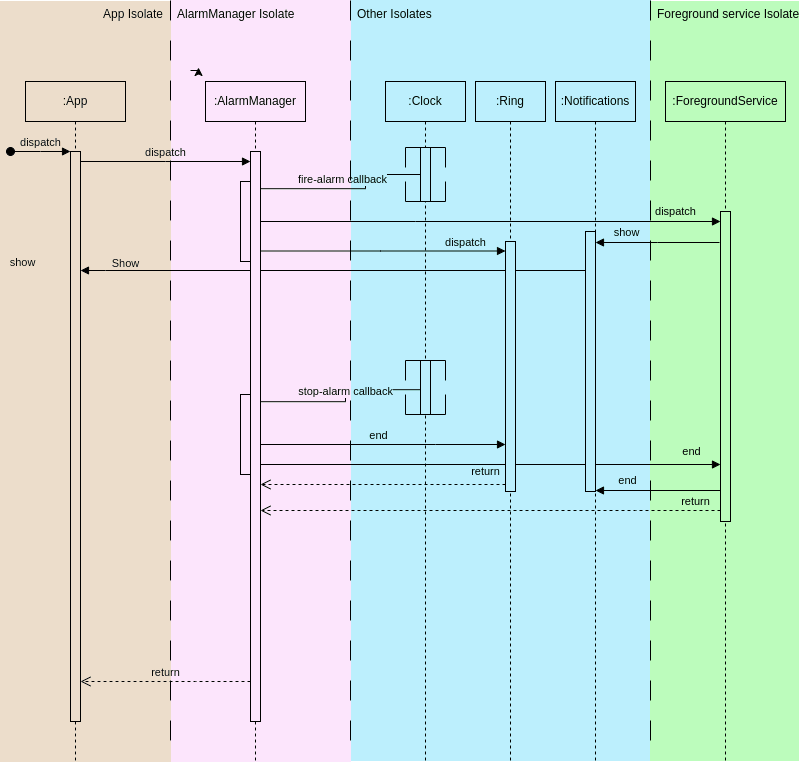 App Isolate
AlarmManager Isolate
Other Isolates
Foreground service Isolate
:App
:AlarmManager
:Clock
:Ring
:Notifications
:ForegroundService
dispatch
dispatch
fire-alarm callback
dispatch
show
dispatch
show
Show
stop-alarm callback
end
end
return
end
return
return